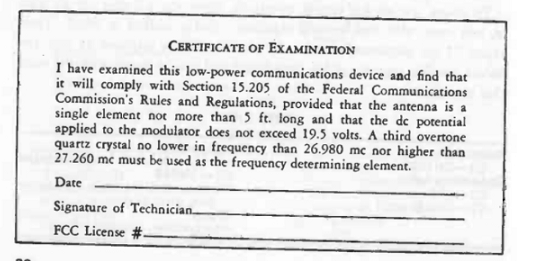 CERTIFICATE OF EXAMINATION
I have examined this low-power communications device and find that
it will comply with Section 15.205 of the Federal Communications
Commission's Rules and Regulations, provided that the antenna is a
single element not more than 5 ft. long and that the dc potential
applied to the modulator does not exceed 19.5 volts. A third overtone
quartz crystal no lower in frequency than 26.980 mc nor higher than
27.260 mc must be used as the frequency determining element.
Date
Signature of Technician
FCC License #